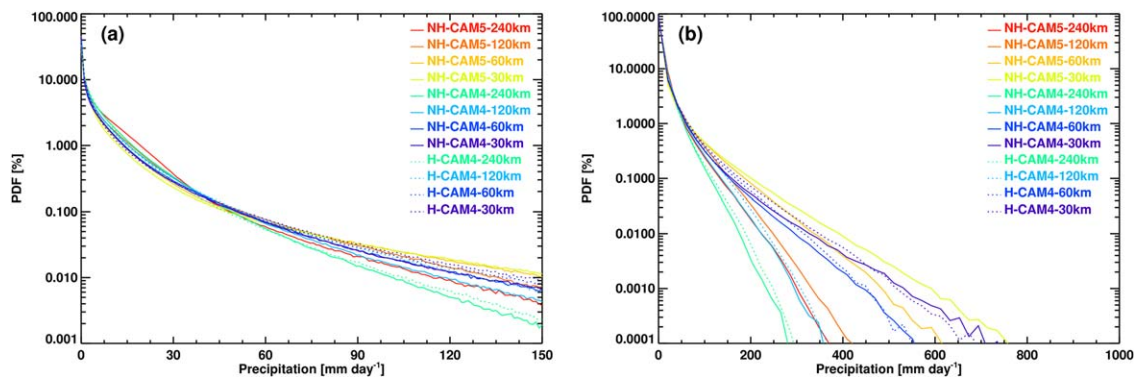 (a)
100.0000
10.000
1.000
0.100
0.010
0.001
PDF [%]
0 30 60 90 120 150
Precipitation [mm day-1]
NH-CAM5-240km
NH-CAM5-120km
NH-CAM5-60km
NH-CAM5-30km
NH-CAM4-240km
NH-CAM4-120km
NH-CAM4-60km
NH-CAM4-30km
H-CAM4-240km
H-CAM4-120km
H-CAM4-60km
H-CAM4-30km
(b)
100.0000
10.0000
1.0000
0.1000
0.0100
0.0010
0.0001
PDF [%]
0 200 400 600 800 1000
Precipitation [mm day-1]
NH-CAM5-240km
NH-CAM5-120km
NH-CAM5-60km
NH-CAM5-30km
NH-CAM4-240km
NH-CAM4-120km
NH-CAM4-60km
NH-CAM4-30km
H-CAM4-240km
H-CAM4-120km
H-CAM4-60km
H-CAM4-30km